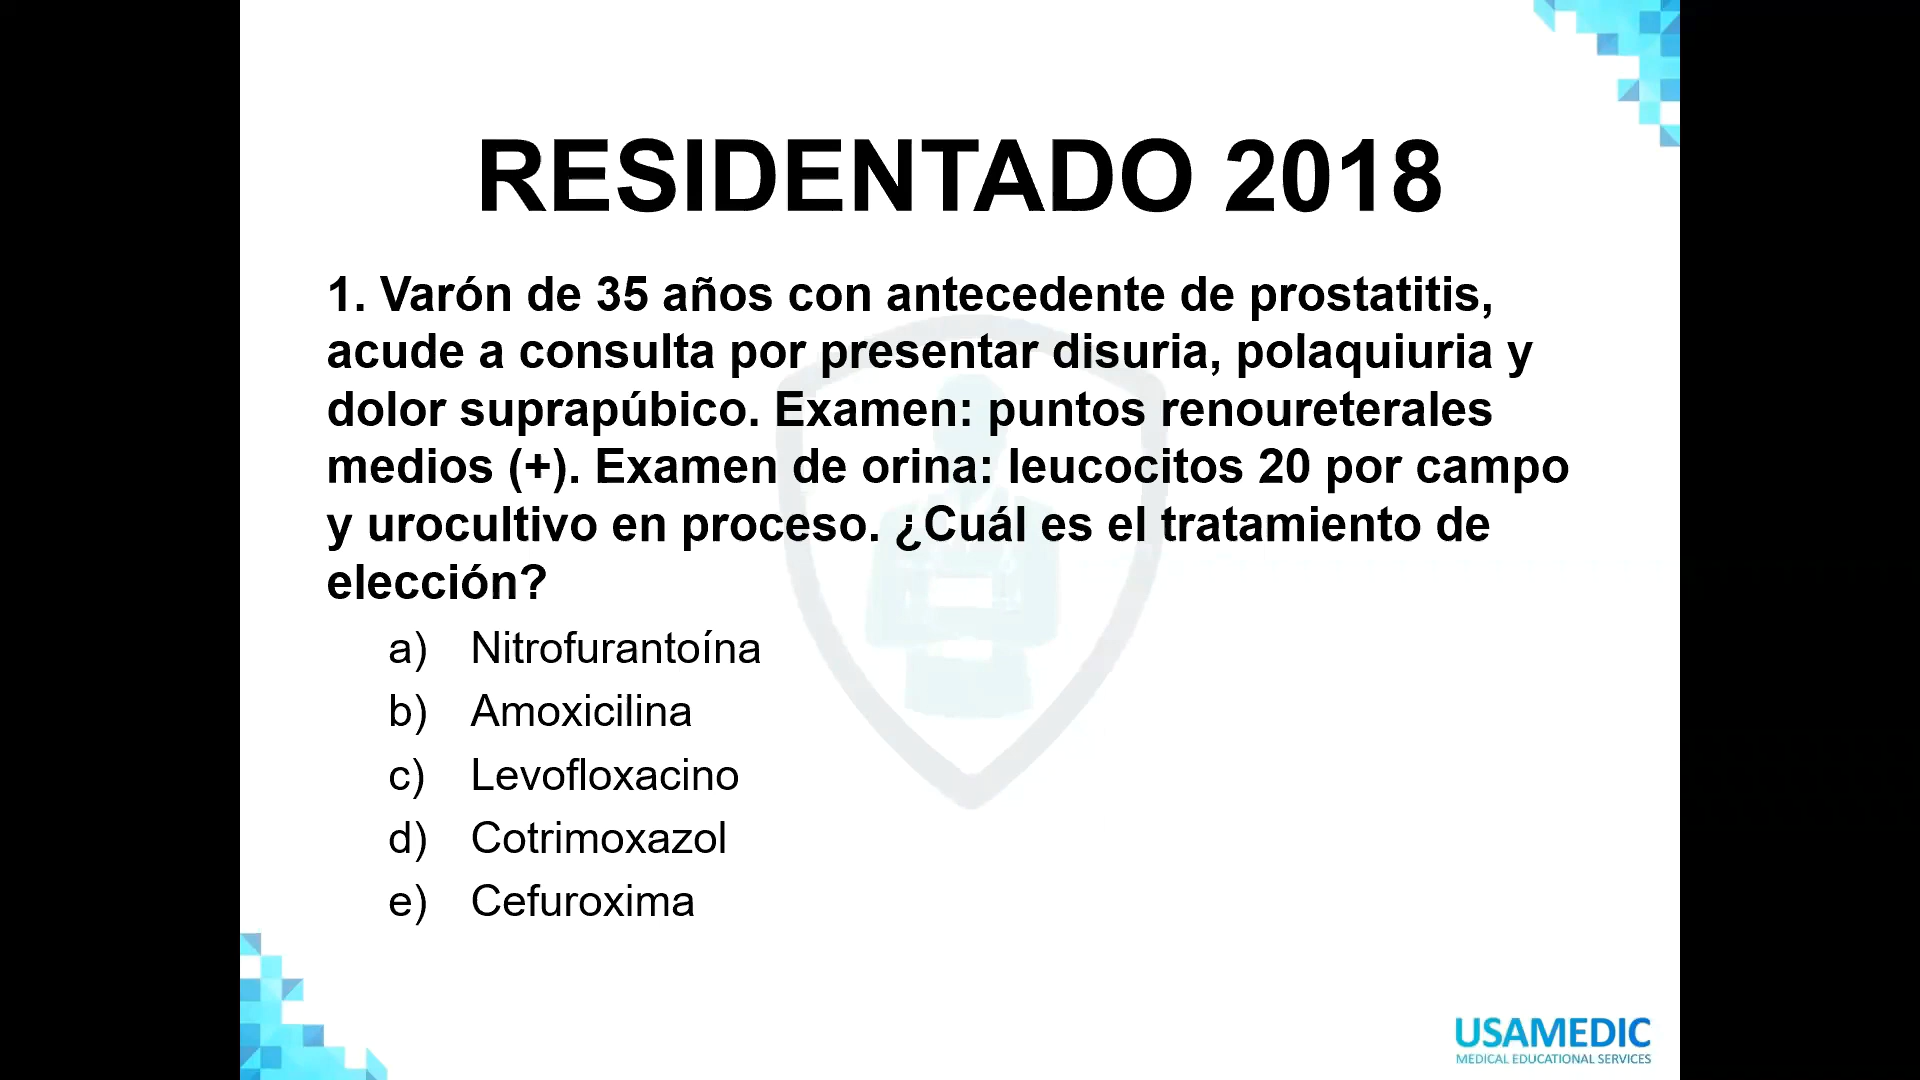 RESIDENTADO 2018
1. Varón de 35 años con antecedente de prostatitis,
acude a consulta por presentar disuria, polaquiuria y
dolor suprapúbico. Examen: puntos renoureterales
medios (+). Examen de orina: leucocitos 20 por campo
y urocultivo en proceso. ¿Cuál es el tratamiento de
elección?
a) Nitrofurantoína
b) Amoxicilina
c) Levofloxacino
d) Cotrimoxazol
e) Cefuroxima
USAMEDIC
MEDICAL EDUCATIONAL SERVICES